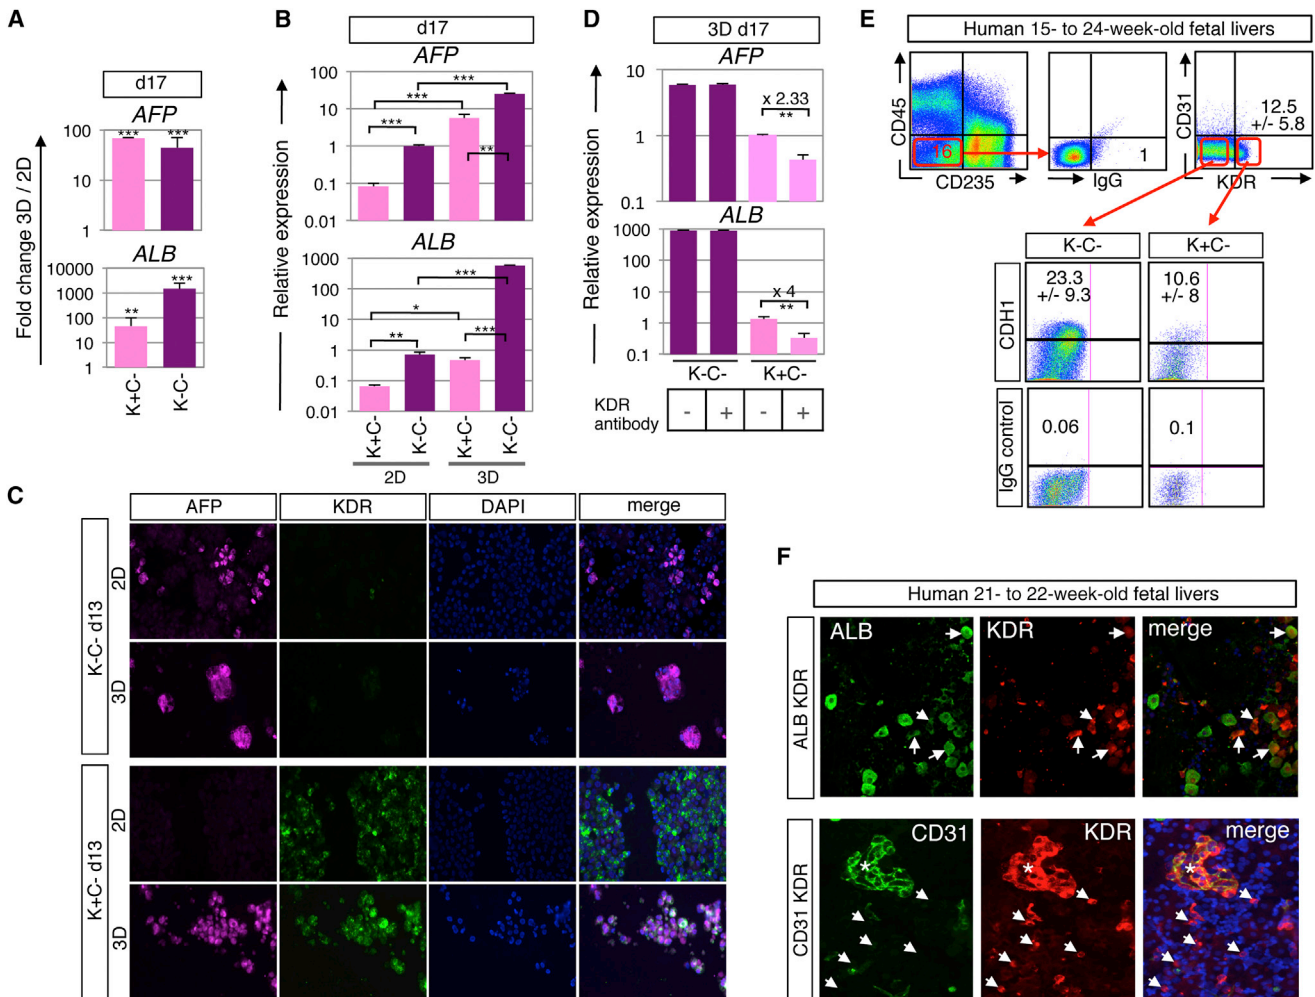 A
d17
AFP
Fold change 3D / 2D
100
10
1
*** ***
ALB
10000
1000
100
10
1
** ***
K+C-
K-C-
B
d17
AFP
Relative expression
100
10
1
0.1
0.01
***
***
***
**
ALB
1000
100
10
1
0.1
0.01
***
*
**
***
K+C-
K-C-
K+C-
K-C-
2D
3D
D
3D d17
AFP
Relative expression
10
1
0.1
x 2.33
**
ALB
1000
100
10
1
0.1
x 4
**
K-C-
K+C-
KDR antibody
- + - +
E
Human 15- to 24-week-old fetal livers
CD45
CD235
16
IgG
1
CD31
KDR
12.5
+/- 5.8
K-C-
K+C-
CDH1
23.3
+/- 9.3
10.6
+/- 8
IgG control
0.06
0.1
C
AFP
KDR
DAPI
merge
K-C- d13
2D
3D
K+C- d13
2D
3D
F
Human 21- to 22-week-old fetal livers
ALB KDR
ALB
KDR
merge
CD31 KDR
CD31
KDR
merge
* * *